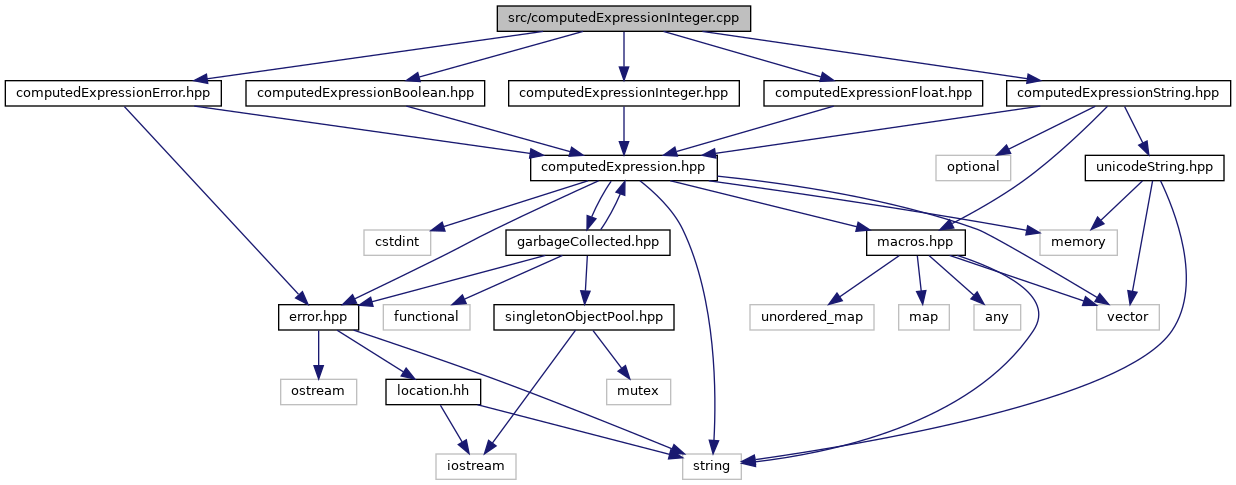 src/computedExpressionInteger.cpp
computedExpressionError.hpp
computedExpressionBoolean.hpp
computedExpressionInteger.hpp
computedExpressionFloat.hpp
computedExpressionString.hpp
computedExpression.hpp
optional
unicodeString.hpp
cstdint
garbageCollected.hpp
macros.hpp
memory
error.hpp
functional
singletonObjectPool.hpp
unordered_map
map
any
vector
ostream
location.hh
mutex
iostream
string